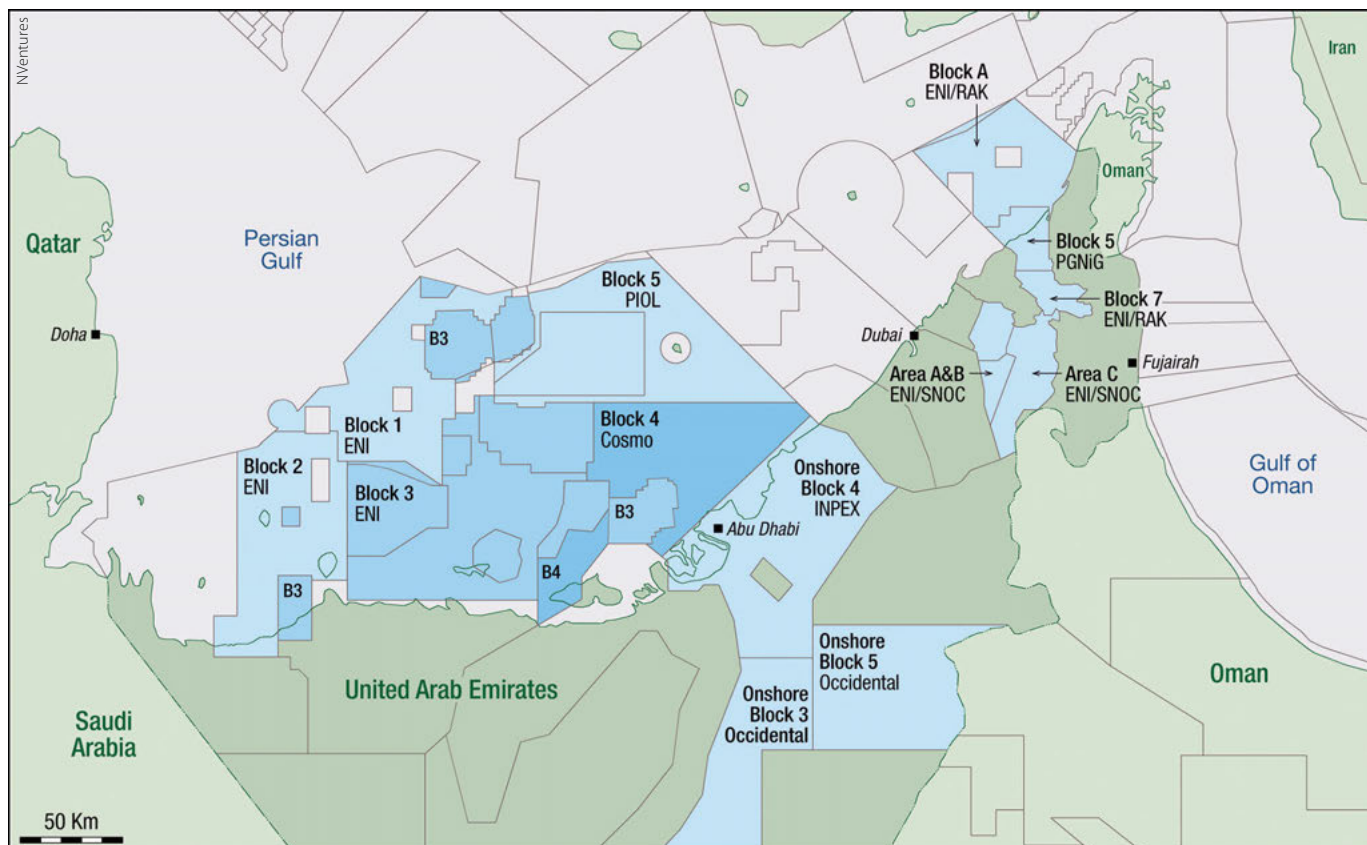 NVentures
Iran
Block A
ENI/RAK
Oman
Qatar
Persian
Gulf
Block 5
PGNiG
Block 5
PIOL
Block 7
ENI/RAK
Doha
B3
Dubai
Fujairah
Area A&B
ENI/SNOC
Area C
ENI/SNOC
Block 1
ENI
Block 4
Cosmo
Block 2
ENI
Block 3
ENI
Onshore
Block 4
INPEX
Gulf of
Oman
B3
Abu Dhabi
B4
B3
Onshore
Block 5
Occidental
United Arab Emirates
Onshore
Block 3
Occidental
Oman
Saudi
Arabia
50 Km